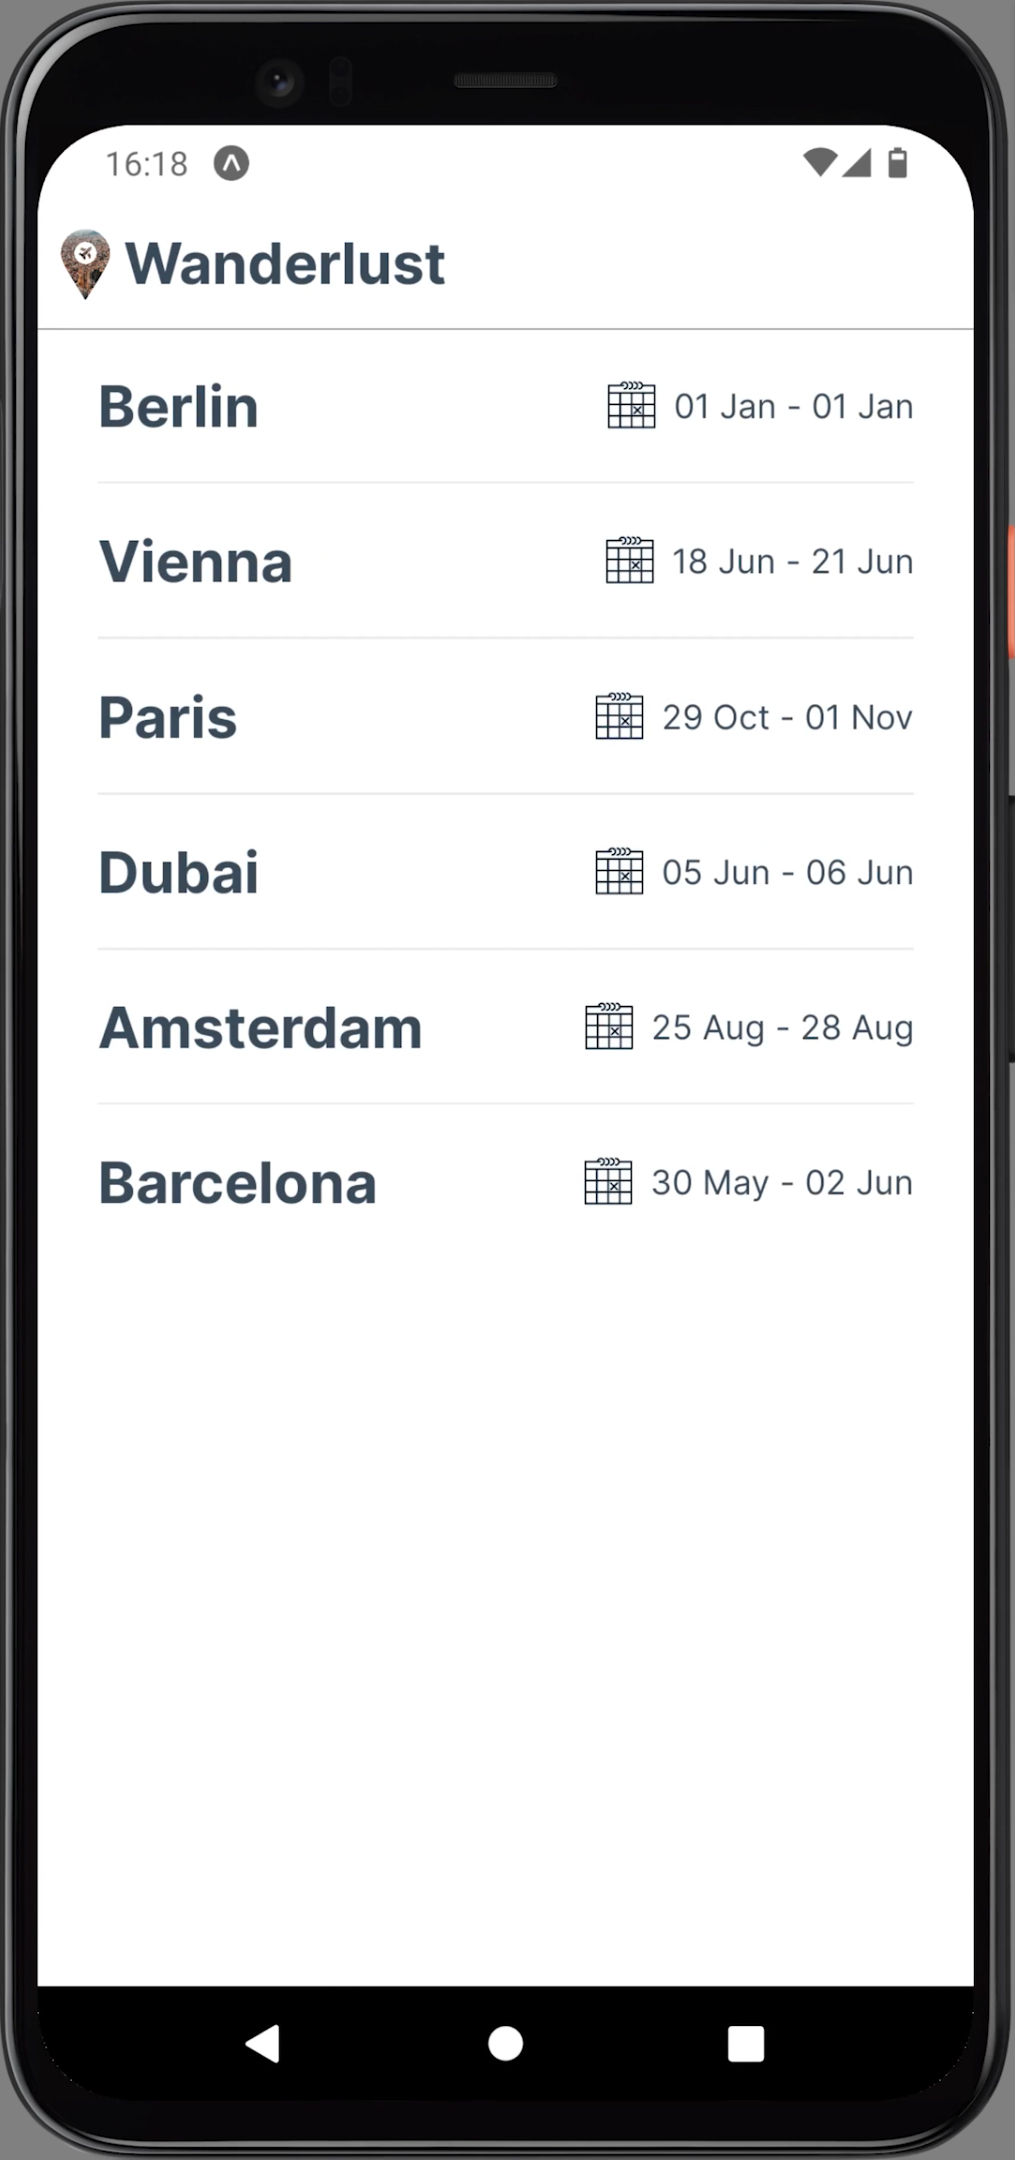 16:18
Wanderlust
Berlin 01 Jan - 01 Jan
Vienna 18 Jun - 21 Jun
Paris 29 Oct - 01 Nov
Dubai 05 Jun - 06 Jun
Amsterdam 25 Aug - 28 Aug
Barcelona 30 May - 02 Jun